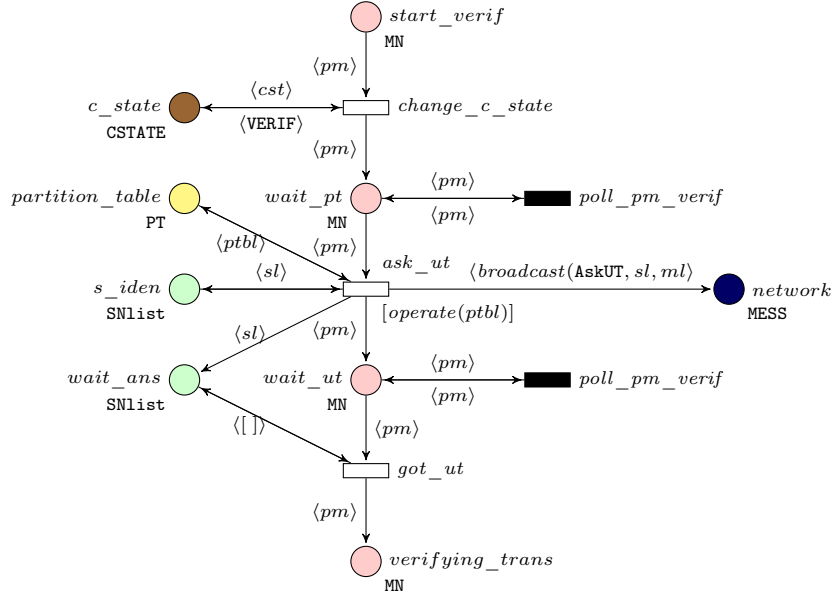 start_verif
MN
⟨pm⟩
c_state
CSTATE
⟨cst⟩
⟨VERIF⟩
change_c_state
⟨pm⟩
partition_table
PT
wait_pt
MN
⟨pm⟩
⟨pm⟩
poll_pm_verif
⟨ptbl⟩
⟨pm⟩
ask_ut
s_iden
SNlist
⟨sl⟩
[operate(ptbl)]
⟨broadcast(AskUT, sl, ml⟩
network
MESS
⟨sl⟩
⟨pm⟩
wait_ans
SNlist
wait_ut
MN
⟨pm⟩
⟨pm⟩
poll_pm_verif
⟨[ ]⟩
⟨pm⟩
got_ut
⟨pm⟩
verifying_trans
MN